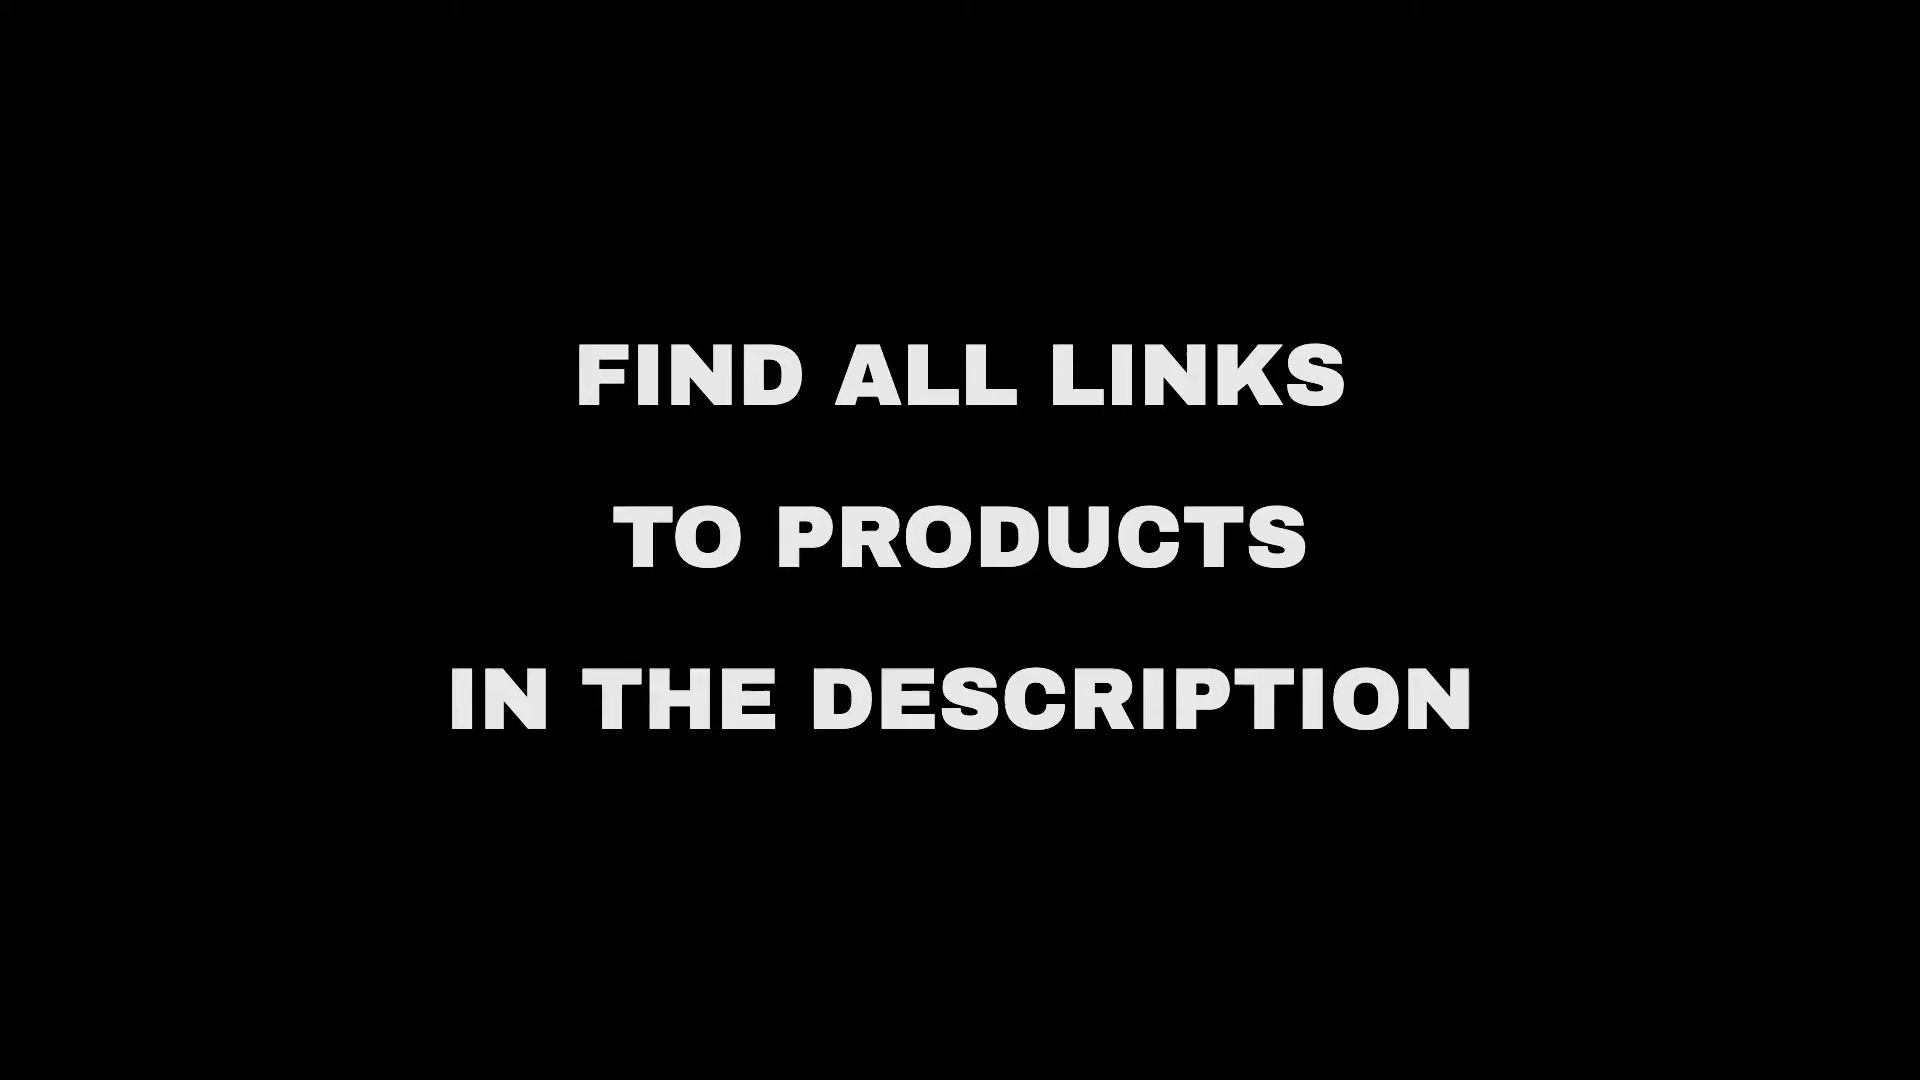 FIND ALL LINKS
TO PRODUCTS
IN THE DESCRIPTION